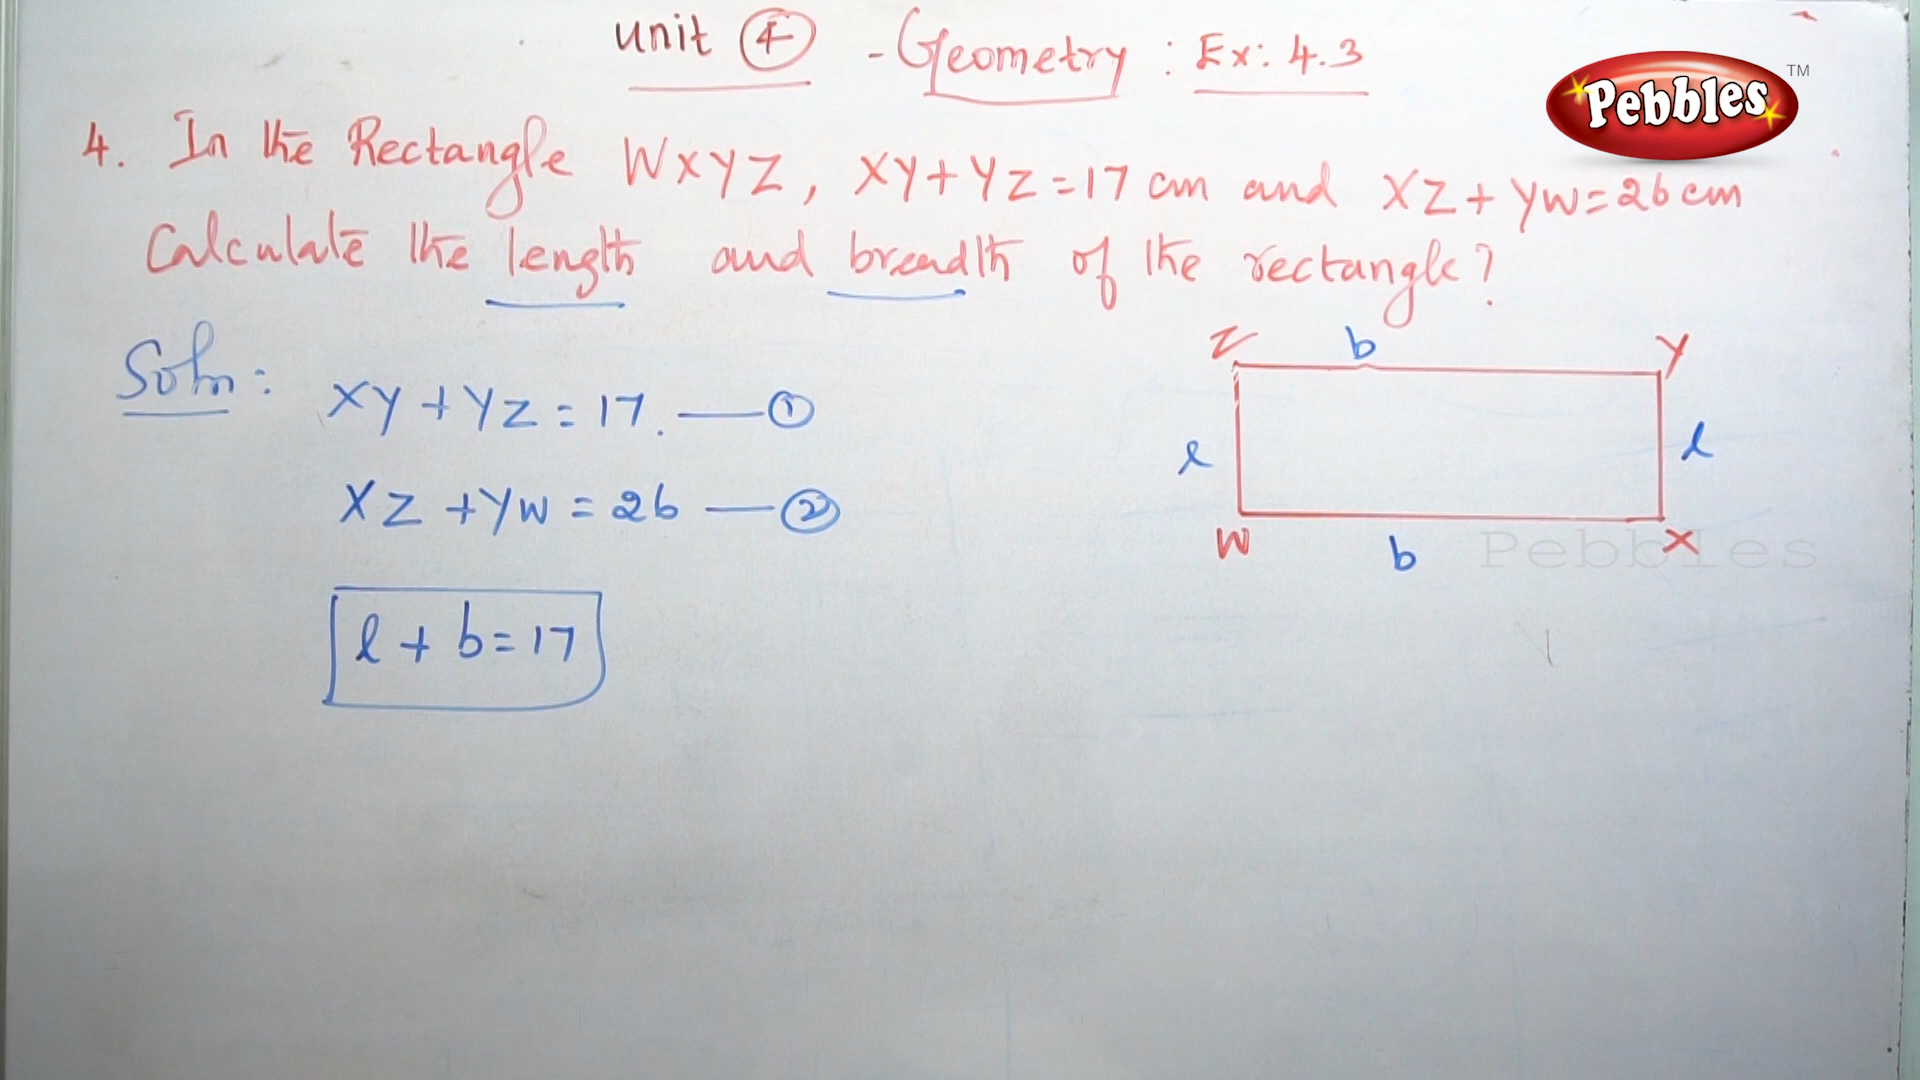 unit 4 - Geometry : Ex: 4.3
Pebbles TM
4. In the Rectangle WXYZ, XY+YZ=17 cm and XZ+YW=26cm
Calculate the length and breadth of the rectangle?
Soln: XY+YZ=17. — 1
XZ+YW=26 — 2
l+b=17
Z b Y
l l
W b X
Pebbles